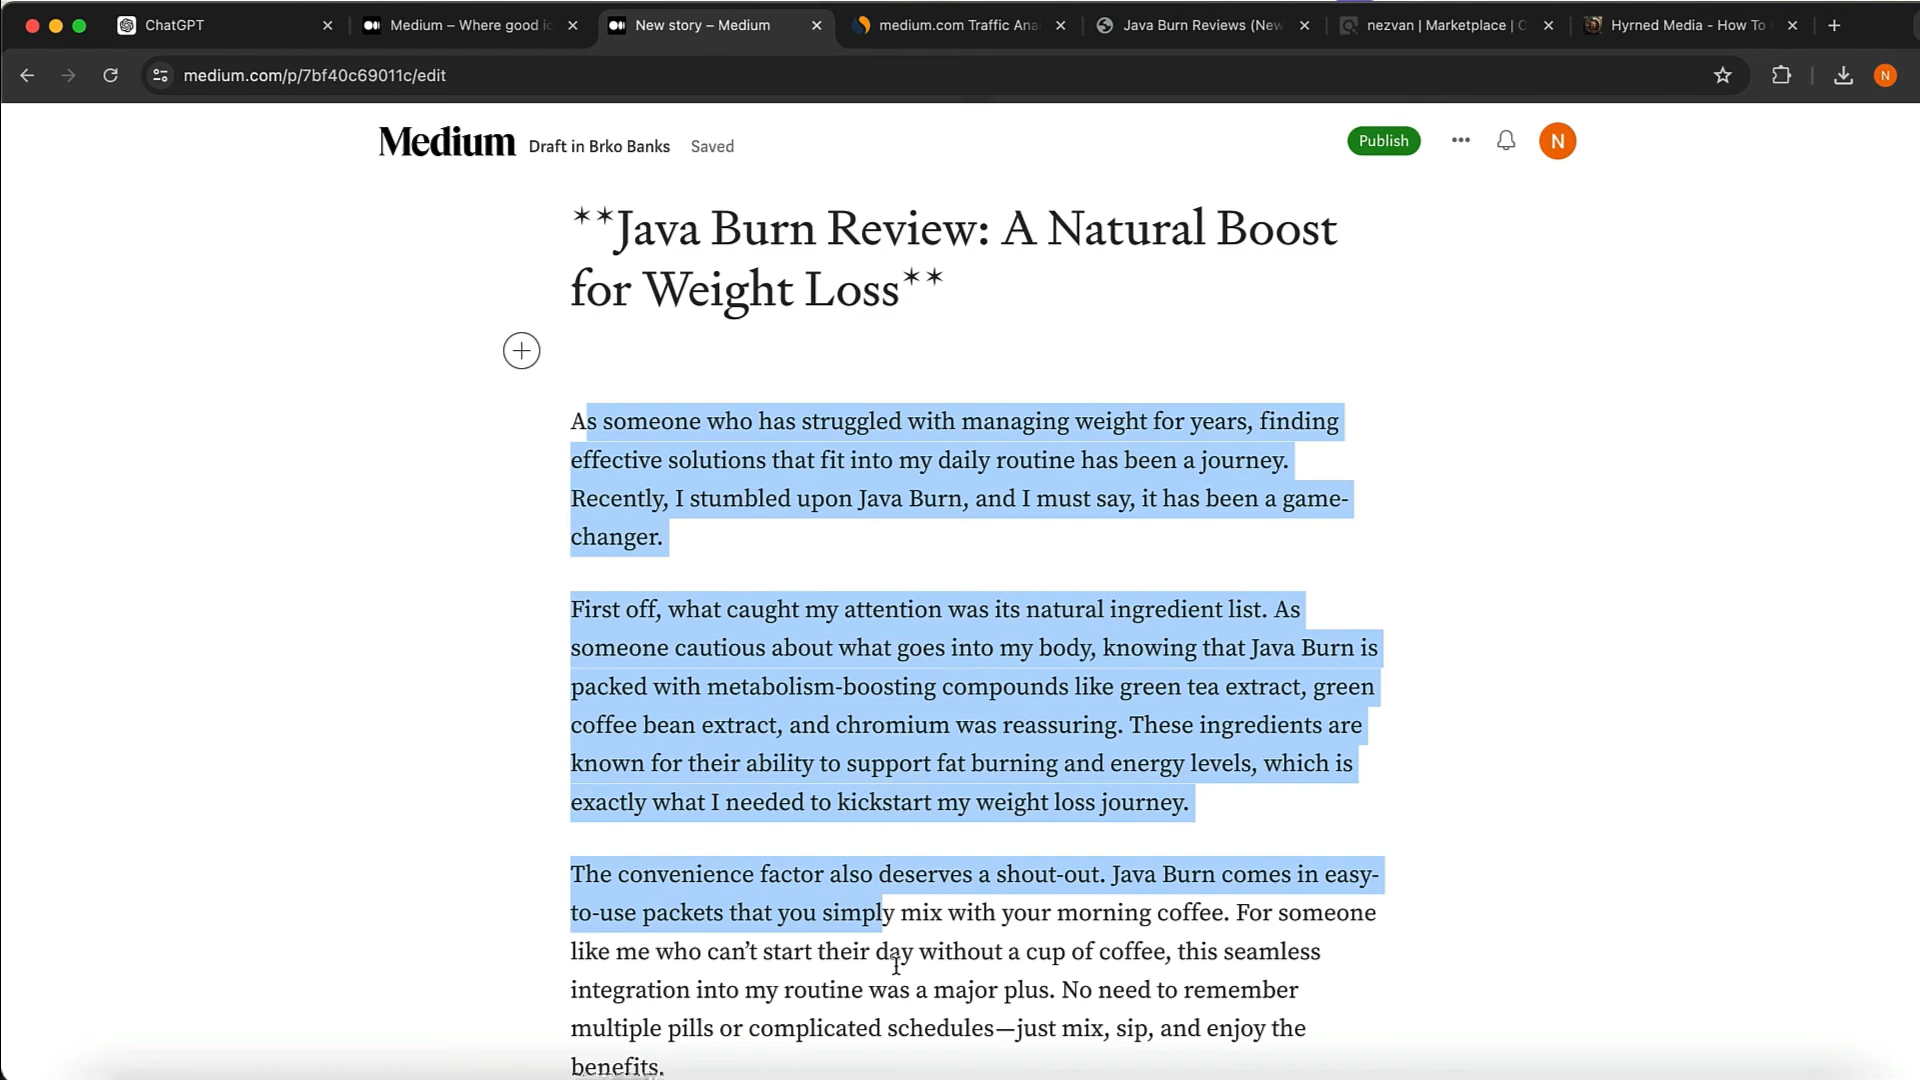 ChatGPT
Medium – Where good ic
New story – Medium
medium.com Traffic Ana
Java Burn Reviews (New
nezvan | Marketplace | C
Hyrned Media - How To
medium.com/p/7bf40c69011c/edit
N
Medium
Draft in Brko Banks
Saved
Publish
N
**Java Burn Review: A Natural Boost
for Weight Loss**
As someone who has struggled with managing weight for years, finding
effective solutions that fit into my daily routine has been a journey.
Recently, I stumbled upon Java Burn, and I must say, it has been a game-
changer.
First off, what caught my attention was its natural ingredient list. As
someone cautious about what goes into my body, knowing that Java Burn is
packed with metabolism-boosting compounds like green tea extract, green
coffee bean extract, and chromium was reassuring. These ingredients are
known for their ability to support fat burning and energy levels, which is
exactly what I needed to kickstart my weight loss journey.
The convenience factor also deserves a shout-out. Java Burn comes in easy-
to-use packets that you simply mix with your morning coffee. For someone
like me who can’t start their day without a cup of coffee, this seamless
integration into my routine was a major plus. No need to remember
multiple pills or complicated schedules—just mix, sip, and enjoy the
benefits.